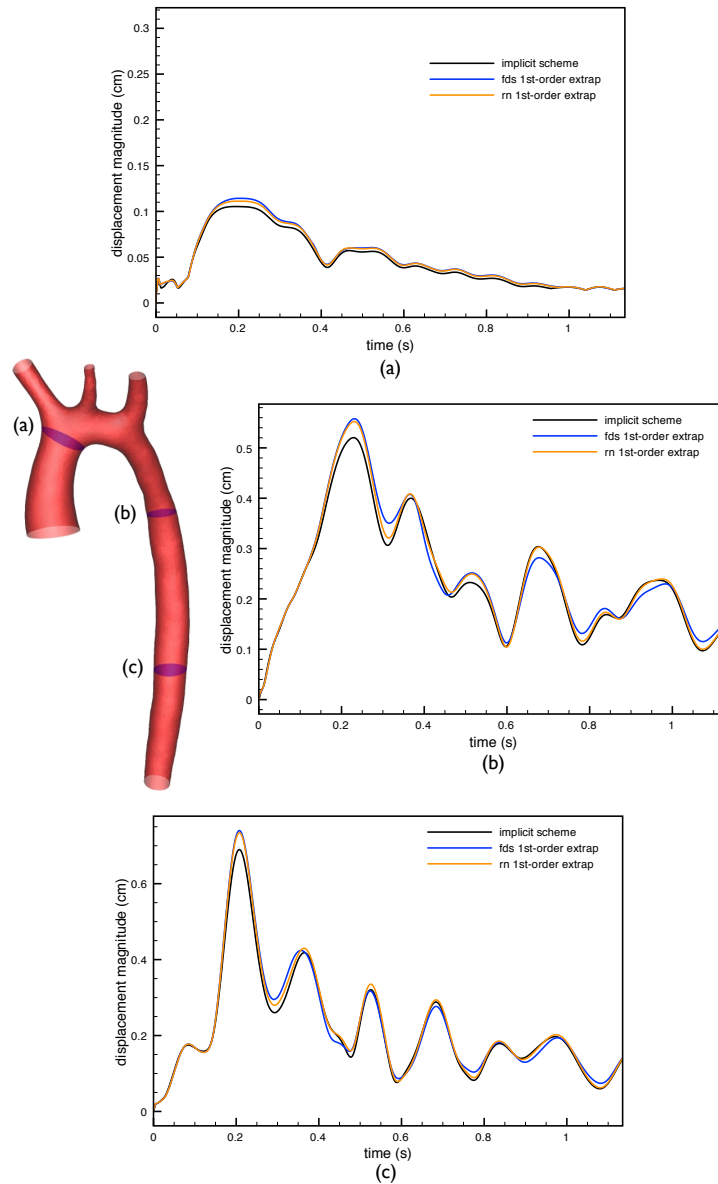 0.3
0.25
0.2
0.15
0.1
0.05
0
displacement magnitude (cm)
implicit scheme
fds 1st-order extrap
rn 1st-order extrap
0 0.2 0.4 0.6 0.8 1
time (s)
(a)
(a)
(b)
(c)
0.5
0.4
0.3
0.2
0.1
0
displacement magnitude (cm)
implicit scheme
fds 1st-order extrap
rn 1st-order extrap
0 0.2 0.4 0.6 0.8 1
time (s)
(b)
0.6
0.4
0.2
0
displacement magnitude (cm)
implicit scheme
fds 1st-order extrap
rn 1st-order extrap
0 0.2 0.4 0.6 0.8 1
time (s)
(c)